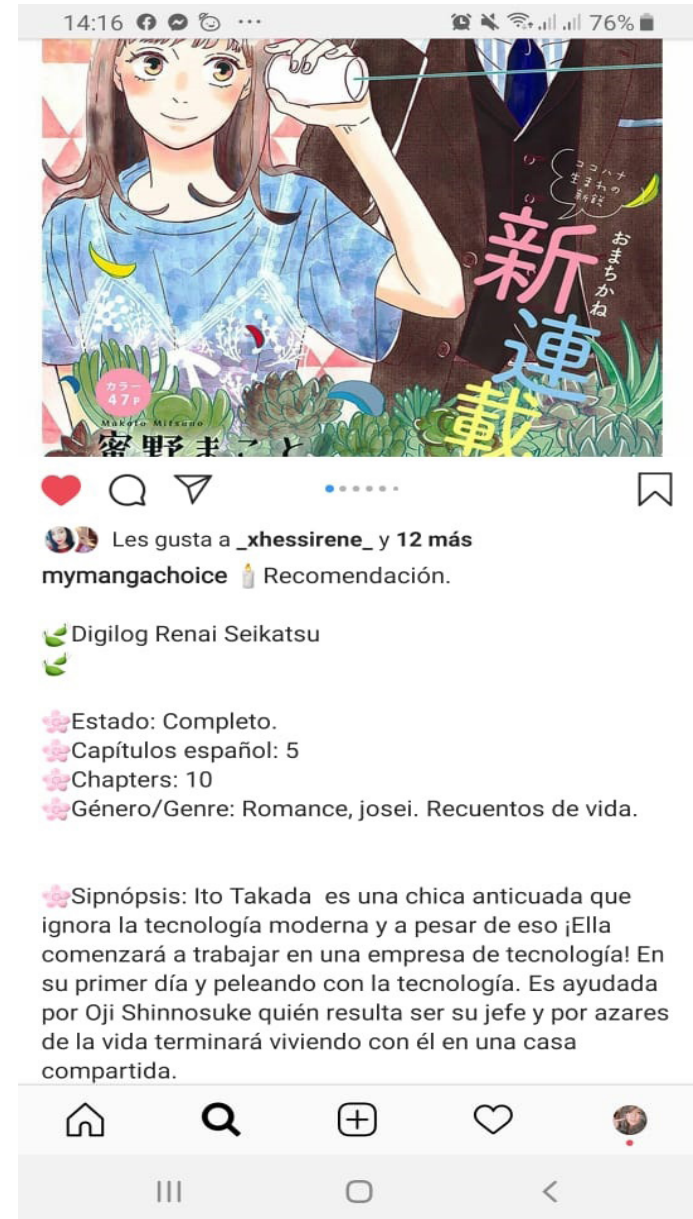 14:16
76%
ココハナ
生まれの
新鋭
おまちかね
新連載
カラー
47P
Makoto Mitsuno
蜜野まこと
Les gusta a _xhessirene_ y 12 más
mymangachoice Recomendación.
Digilog Renai Seikatsu
Estado: Completo.
Capítulos español: 5
Chapters: 10
Género/Genre: Romance, josei. Recuentos de vida.
Sipnópsis: Ito Takada es una chica anticuada que
ignora la tecnología moderna y a pesar de eso ¡Ella
comenzará a trabajar en una empresa de tecnología! En
su primer día y peleando con la tecnología. Es ayudada
por Oji Shinnosuke quién resulta ser su jefe y por azares
de la vida terminará viviendo con él en una casa
compartida.